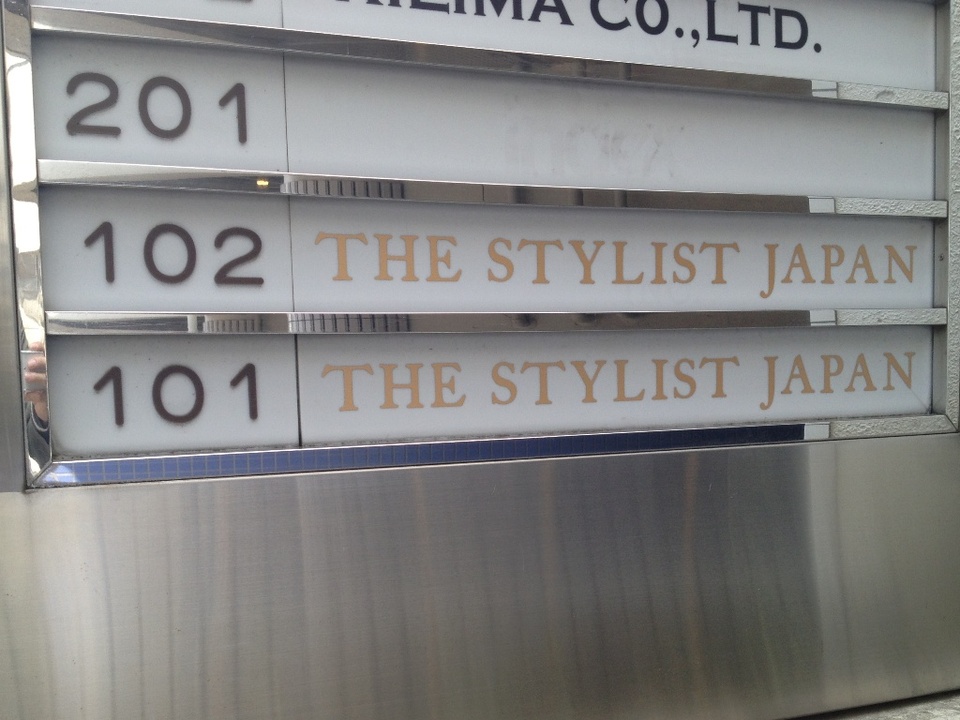 CO.,LTD.
201
102 THE STYLIST JAPAN
101 THE STYLIST JAPAN